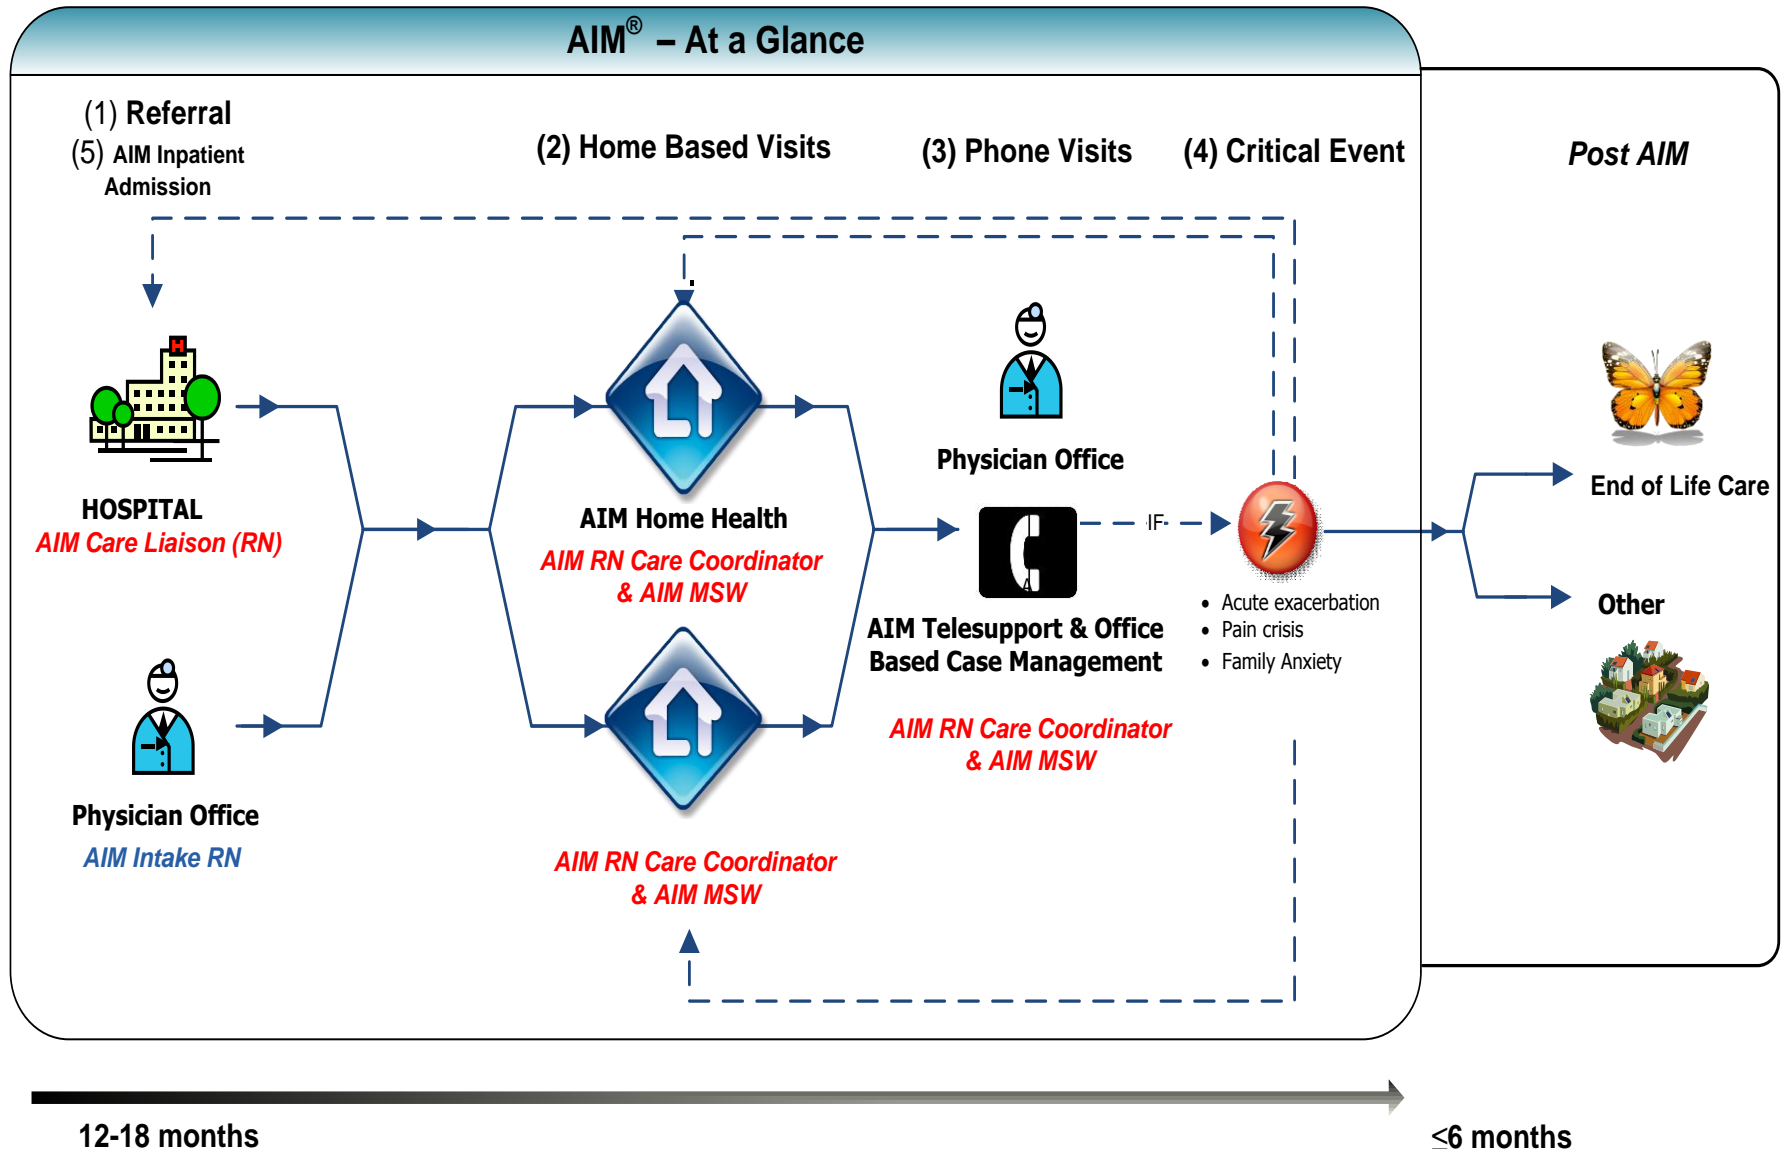 AIM® – At a Glance
(1) Referral
(5) AIM Inpatient
Admission
(2) Home Based Visits
(3) Phone Visits
(4) Critical Event
Post AIM
H
HOSPITAL
AIM Care Liaison (RN)
Physician Office
AIM Intake RN
AIM Home Health
AIM RN Care Coordinator
& AIM MSW
AIM RN Care Coordinator
& AIM MSW
Physician Office
IF
A
AIM Telesupport & Office
Based Case Management
AIM RN Care Coordinator
& AIM MSW
• Acute exacerbation
• Pain crisis
• Family Anxiety
End of Life Care
Other
12-18 months
≤6 months